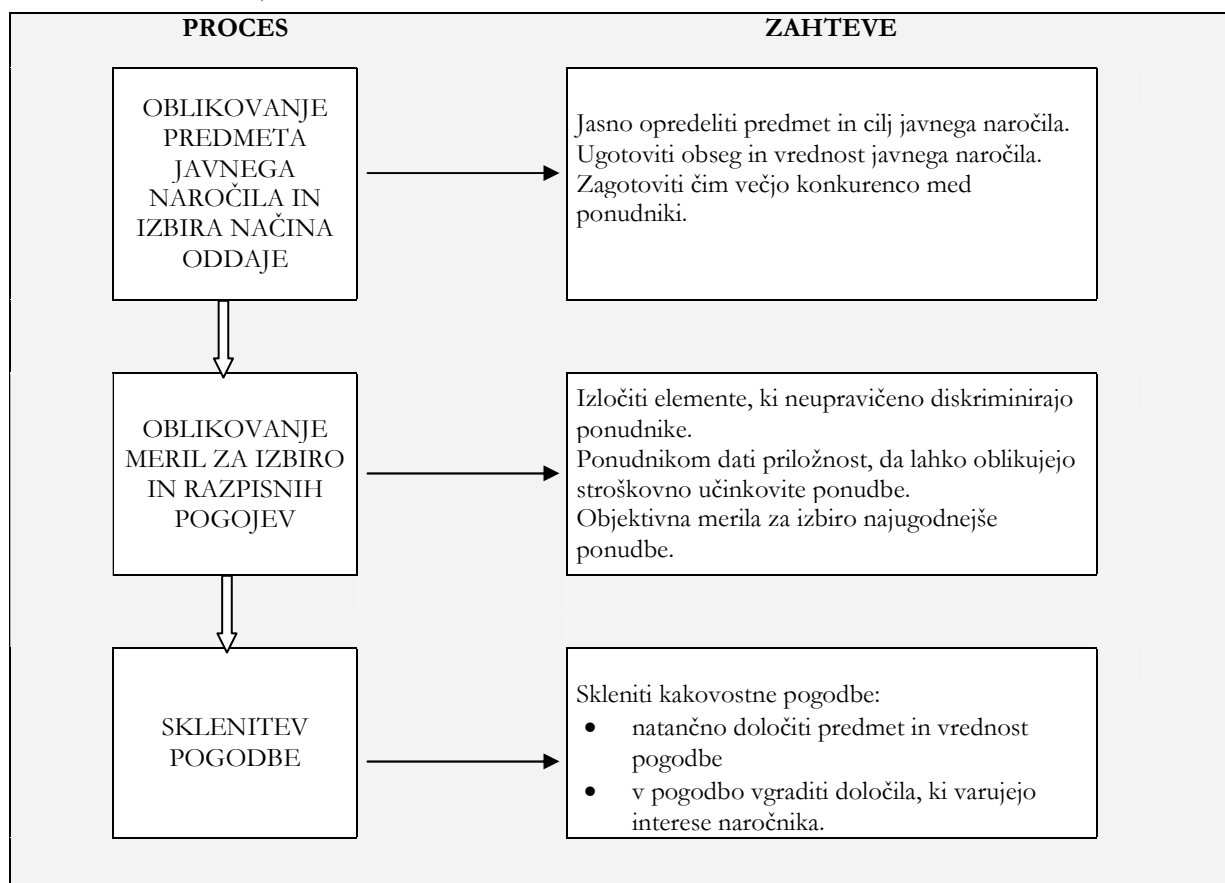 PROCES
ZAHTEVE
OBLIKOVANJE
PREDMETA
JAVNEGA
NAROČILA IN
IZBIRA NAČINA
ODDAJE
Jasno opredeliti predmet in cilj javnega naročila.
Ugotoviti obseg in vrednost javnega naročila.
Zagotoviti čim večjo konkurenco med
ponudniki.
OBLIKOVANJE
MERIL ZA IZBIRO
IN RAZPISNIH
POGOJEV
Izločiti elemente, ki neupravičeno diskriminirajo
ponudnike.
Ponudnikom dati priložnost, da lahko oblikujejo
stroškovno učinkovite ponudbe.
Objektivna merila za izbiro najugodnejše
ponudbe.
SKLENITEV
POGODBE
Skleniti kakovostne pogodbe:
• natančno določiti predmet in vrednost
pogodbe
• v pogodbo vgraditi določila, ki varujejo
interese naročnika.